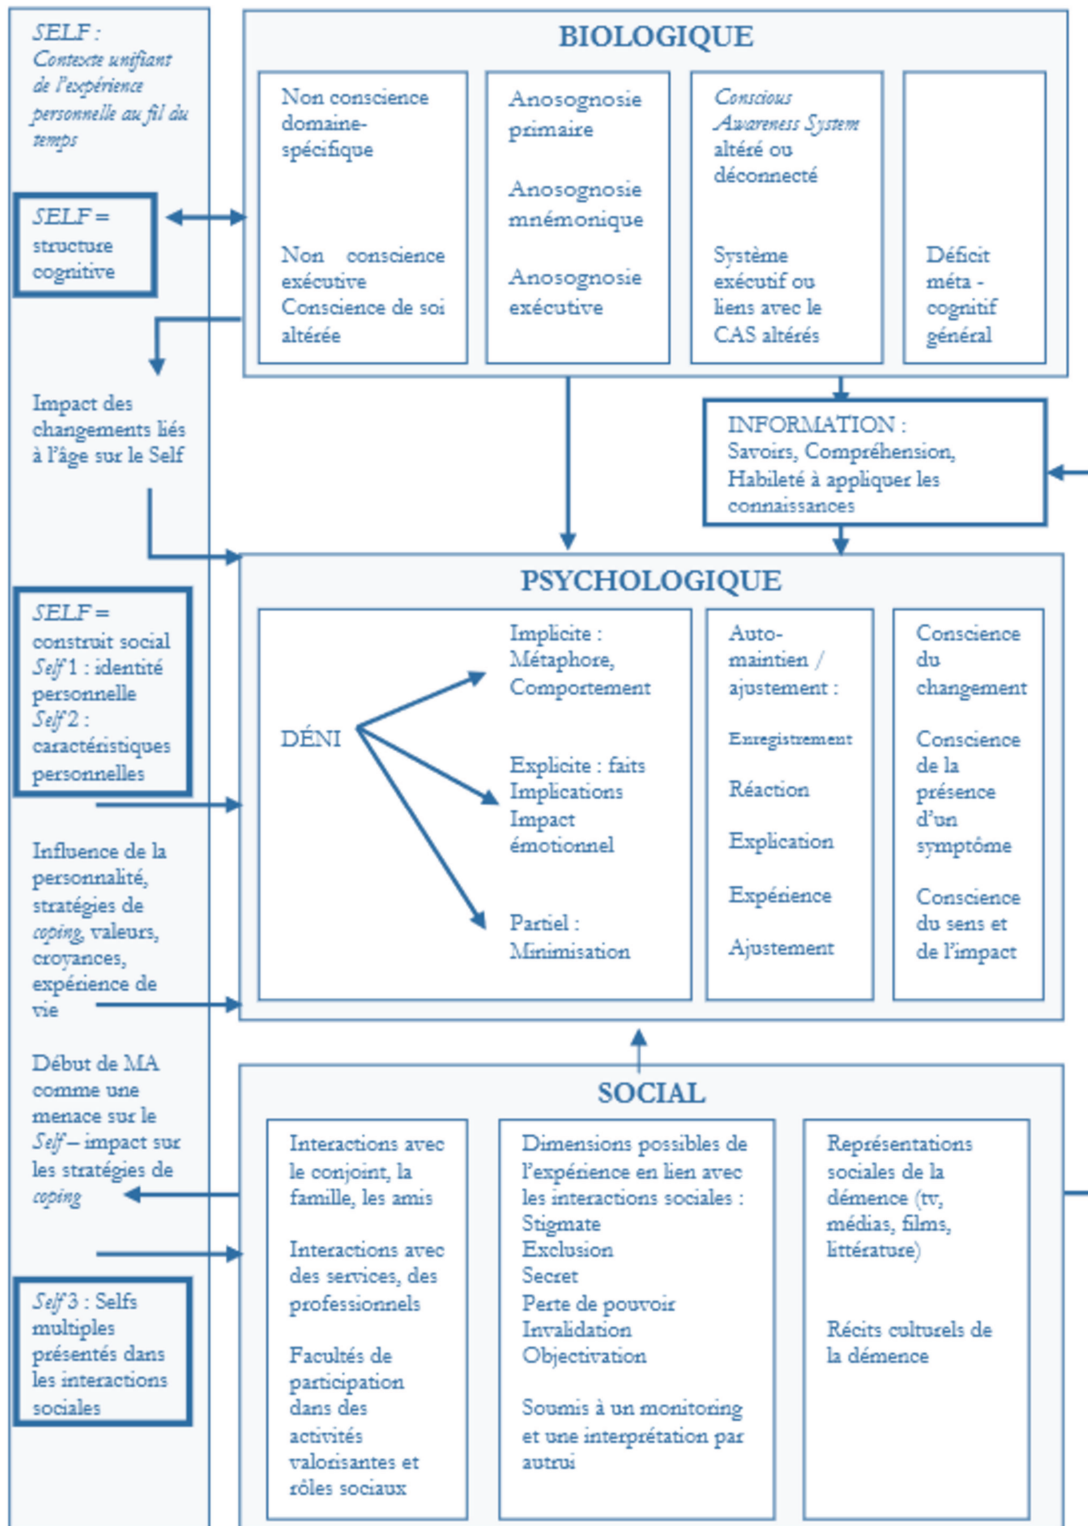 SELF :
Contexte unifiant
de l'expérience
personnelle au fil du
temps
SELF =
structure
cognitive
Impact des
changements liés
à l'âge sur le Self
SELF =
construit social
Self 1 : identité
personnelle
Self 2 :
caractéristiques
personnelles
Influence de la
personnalité,
stratégies de
coping, valeurs,
croyances,
expérience de
vie
Début de MA
comme une
menace sur le
Self – impact sur
les stratégies de
coping
Self 3 : Selfs
multiples
présentés dans
les interactions
sociales
BIOLOGIQUE
Non conscience
domaine-
spécifique
Non conscience
exécutive
Conscience de soi
altérée
Anosognosie
primaire
Anosognosie
mnémonique
Anosognosie
exécutive
Conscious
Awareness System
altéré ou
déconnecté
Système
exécutif ou
liens avec le
CAS altérés
Déficit
méta -
cognitif
général
INFORMATION :
Savoirs, Compréhension,
Habileté à appliquer les
connaissances
PSYCHOLOGIQUE
DÉNI
Implicite :
Métaphore,
Comportement
Explicite : faits
Implications
Impact
émotionnel
Partiel :
Minimisation
Auto-
maintien /
ajustement :
Enregistrement
Réaction
Explication
Expérience
Ajustement
Conscience
du
changement
Conscience
de la
présence
d'un
symptôme
Conscience
du sens et
de l'impact
SOCIAL
Interactions avec
le conjoint, la
famille, les amis
Interactions avec
des services, des
professionnels
Facultés de
participation
dans des
activités
valorisantes et
rôles sociaux
Dimensions possibles de
l'expérience en lien avec
les interactions sociales :
Stigmate
Exclusion
Secret
Perte de pouvoir
Invalidation
Objectivation
Soumis à un monitoring
et une interprétation par
autrui
Représentations
sociales de la
démence (tv,
médias, films,
littérature)
Récits culturels de
la démence